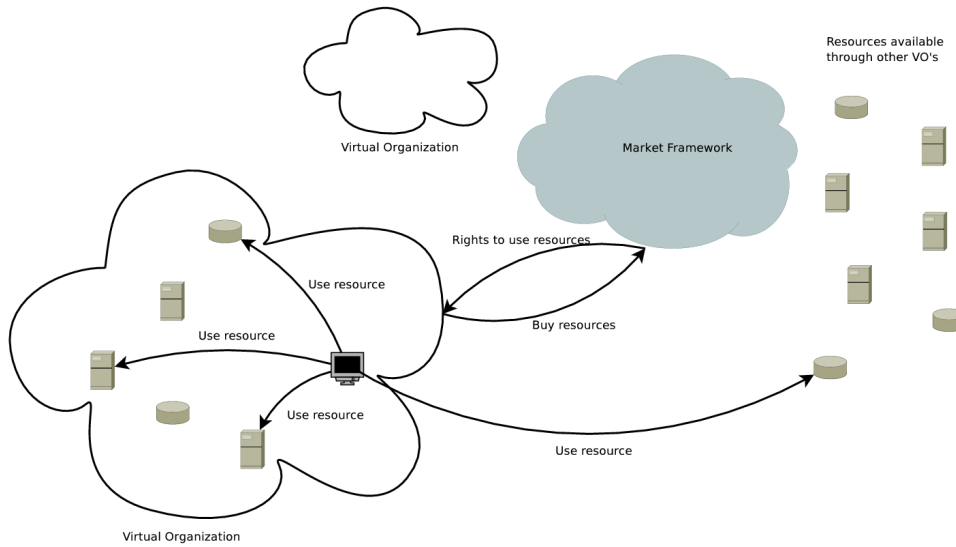 Resources available
through other VO's
Virtual Organization
Market Framework
Rights to use resources
Use resource
Buy resources
Use resource
Use resource
Use resource
Virtual Organization